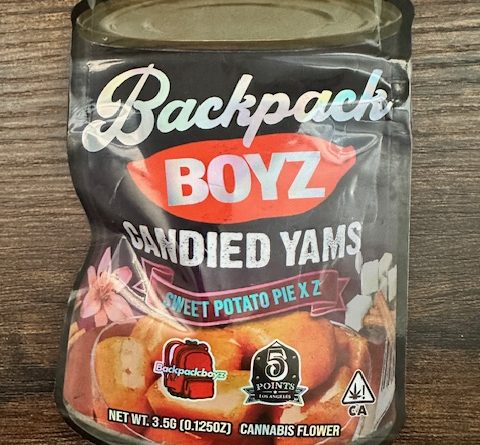 Backpack
BOYZ
CANDIED YAMS
SWEET POTATO PIE X Z
Backpackboyz
5
POINTS
LOS ANGELES
CA
NET WT. 3.5G (0.125OZ) CANNABIS FLOWER